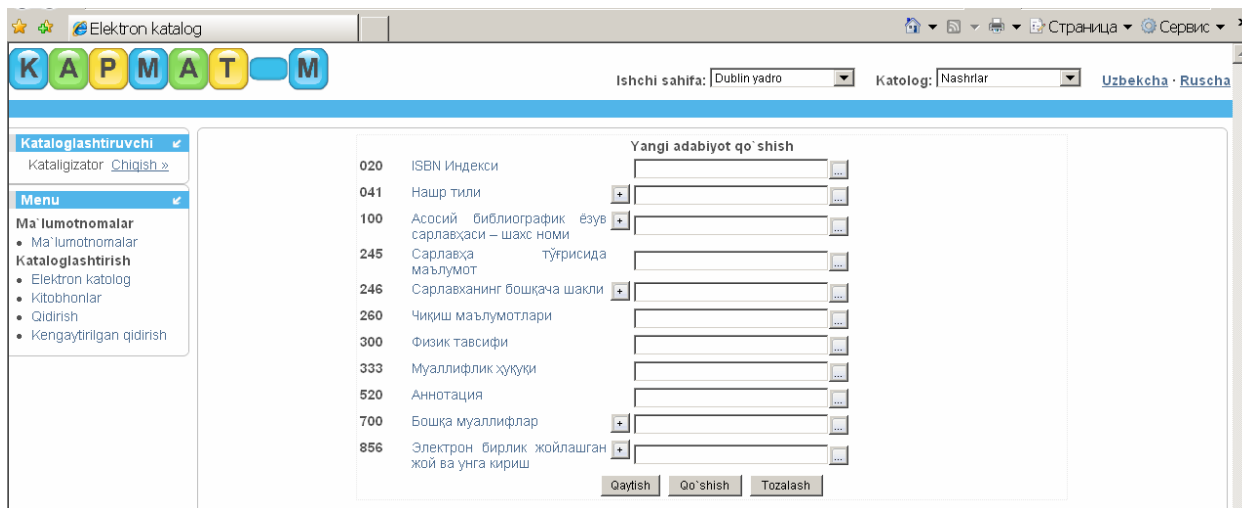 Elektron katalog
Страница Сервис
КАРМАТ-М
Ishchi sahifa: Dublin yadro Katolog: Nashrlar Uzbekcha · Ruscha
Kataloglashtiruvchi
Kataligizator Chiqish »
Menu
Ma`lumotnomalar
• Ma`lumotnomalar
Kataloglashtirish
• Elektron katolog
• Kitobhonlar
• Qidirish
• Kengaytirilgan qidirish
Yangi adabiyot qo`shish
020 ISBN Индекси ...
041 Нашр тили + ...
100 Асосий библиографик ёзув + ...
сарлавҳаси – шахс номи
245 Сарлавҳа тўғрисида ...
маълумот
246 Сарлавханинг бошқача шакли + ...
260 Чиқиш маълумотлари ...
300 Физик тавсифи ...
333 Муаллифлик ҳуқуқи ...
520 Аннотация ...
700 Бошқа муаллифлар + ...
856 Электрон бирлик жойлашган + ...
жой ва унга кириш
Qaytish Qo`shish Tozalash